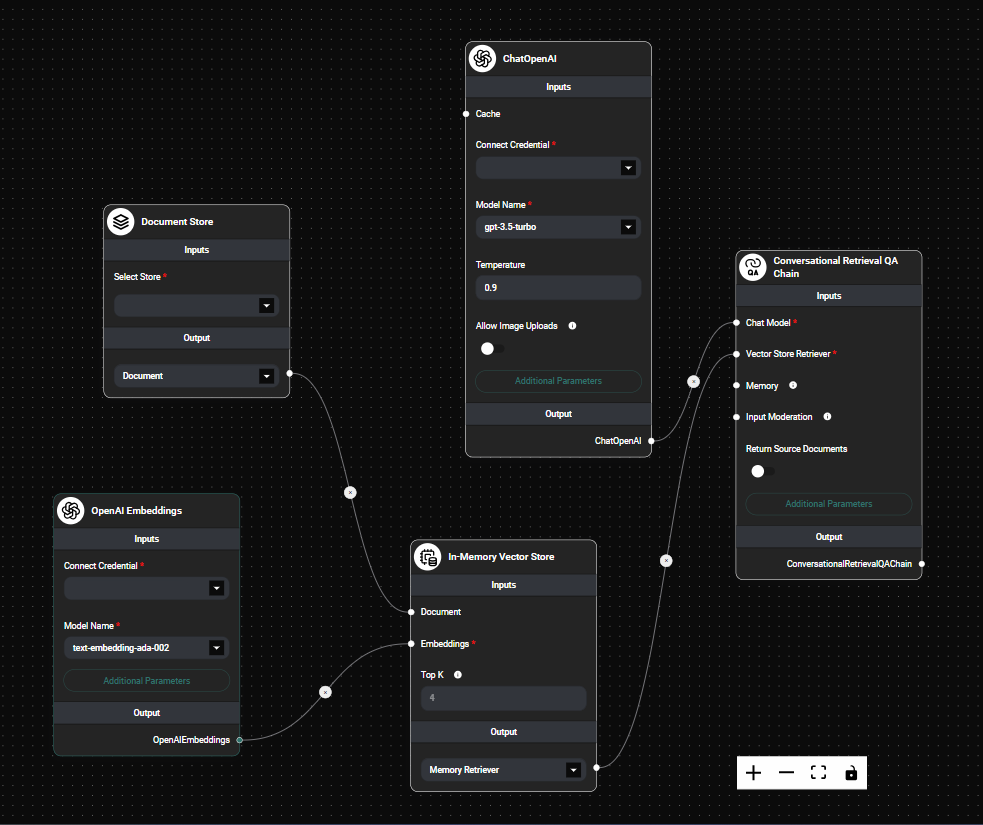 ChatOpenAI
Inputs
Cache
Connect Credential *
Model Name *
gpt-3.5-turbo
Temperature
0.9
Allow Image Uploads
Additional Parameters
Output
ChatOpenAI
Document Store
Inputs
Select Store *
Output
Document
Conversational Retrieval QA
Chain
QA
Inputs
Chat Model *
Vector Store Retriever *
Memory
Input Moderation
Return Source Documents
Additional Parameters
Output
ConversationalRetrievalQAChain
OpenAI Embeddings
Inputs
Connect Credential *
Model Name *
text-embedding-ada-002
Additional Parameters
Output
OpenAIEmbeddings
In-Memory Vector Store
Inputs
Document
Embeddings *
Top K
4
Output
Memory Retriever